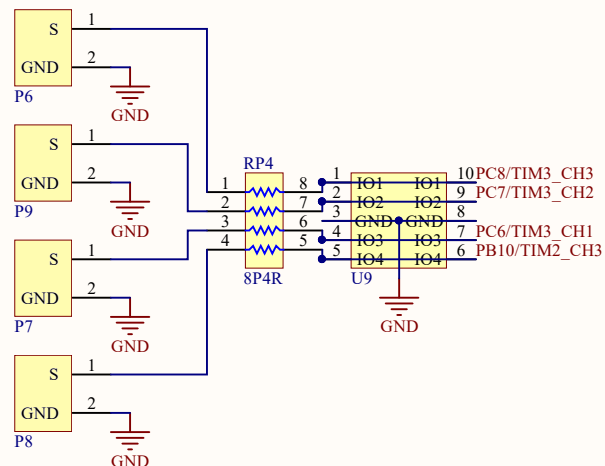 S 1
GND 2
P6
GND
S 1
GND 2
P9
GND
S 1
GND 2
P7
GND
S 1
GND 2
P8
GND
RP4
1 8
2 7
3 6
4 5
8P4R
1 IO1 IO1 10 PC8/TIM3_CH3
2 IO2 IO2 9 PC7/TIM3_CH2
3 GND GND 8
4 IO3 IO3 7 PC6/TIM3_CH1
5 IO4 IO4 6 PB10/TIM2_CH3
U9
GND